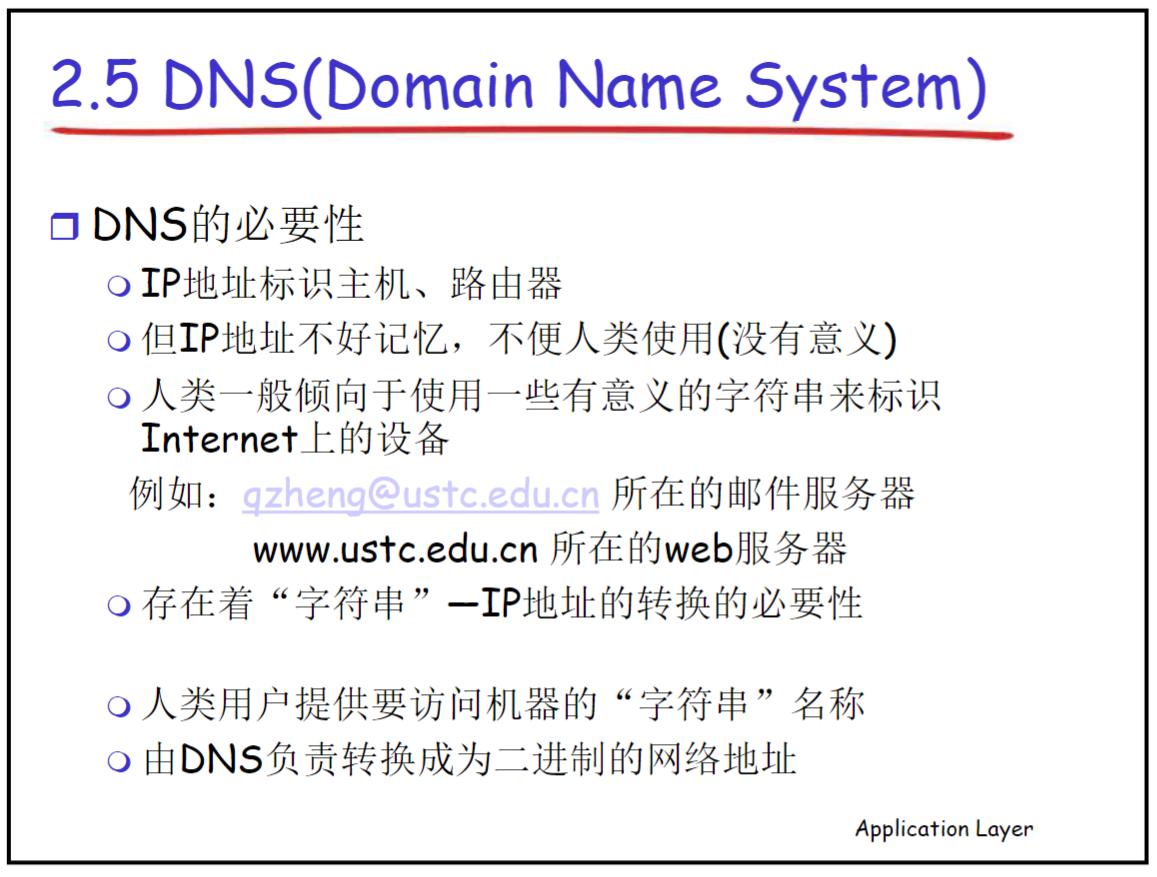 2.5 DNS(Domain Name System)
DNS的必要性
IP地址标识主机、路由器
但IP地址不好记忆，不便人类使用(没有意义)
人类一般倾向于使用一些有意义的字符串来标识
Internet上的设备
例如：qzheng@ustc.edu.cn 所在的邮件服务器
www.ustc.edu.cn 所在的web服务器
存在着“字符串”—IP地址的转换的必要性
人类用户提供要访问机器的“字符串”名称
由DNS负责转换成为二进制的网络地址
Application Layer